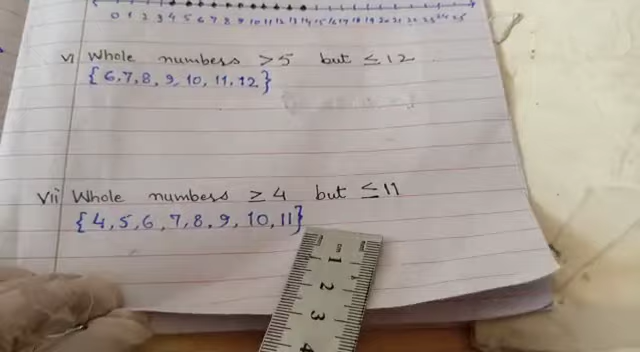 0 1 2 3 4 5 6 7 8 9 10 11 12 13 14 15 16 17 18 19 20 21 22 23 24 25
vi Whole numbers >5 but ≤12
{6,7,8,9,10,11,12}
vii Whole numbers ≥4 but ≤11
{4,5,6,7,8,9,10,11}
cm 1
2
3
4